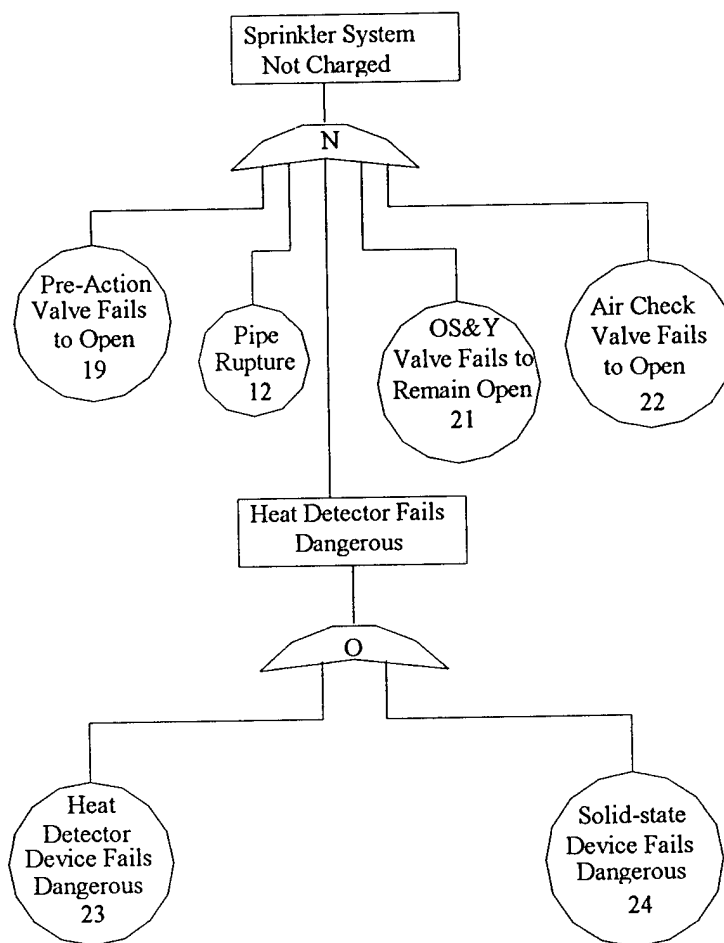 Sprinkler System
Not Charged
N
Pre-Action
Valve Fails
to Open
19
Pipe
Rupture
12
OS&Y
Valve Fails to
Remain Open
21
Air Check
Valve Fails
to Open
22
Heat Detector Fails
Dangerous
O
Heat
Detector
Device Fails
Dangerous
23
Solid-state
Device Fails
Dangerous
24